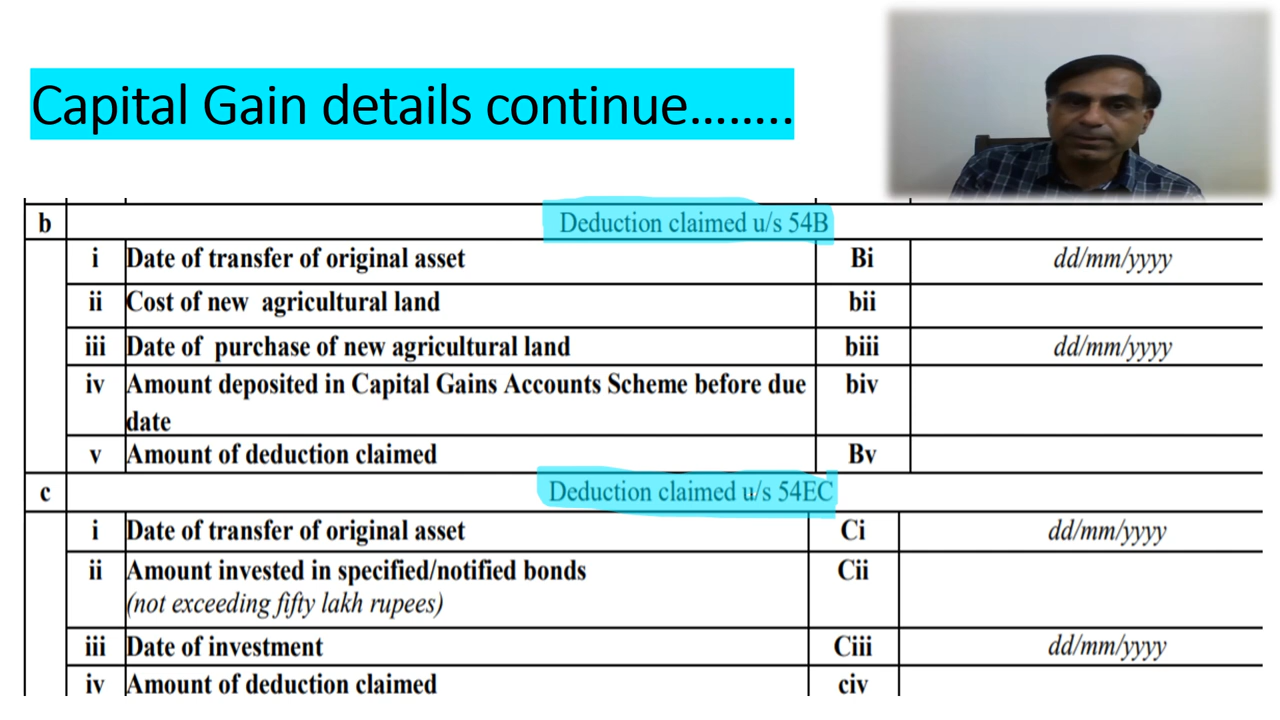 Capital Gain details continue........
b Deduction claimed u/s 54B
i Date of transfer of original asset Bi dd/mm/yyyy
ii Cost of new agricultural land bii
iii Date of purchase of new agricultural land biii dd/mm/yyyy
iv Amount deposited in Capital Gains Accounts Scheme before due biv
date
v Amount of deduction claimed Bv
c Deduction claimed u/s 54EC
i Date of transfer of original asset Ci dd/mm/yyyy
ii Amount invested in specified/notified bonds Cii
(not exceeding fifty lakh rupees)
iii Date of investment Ciii dd/mm/yyyy
iv Amount of deduction claimed civ